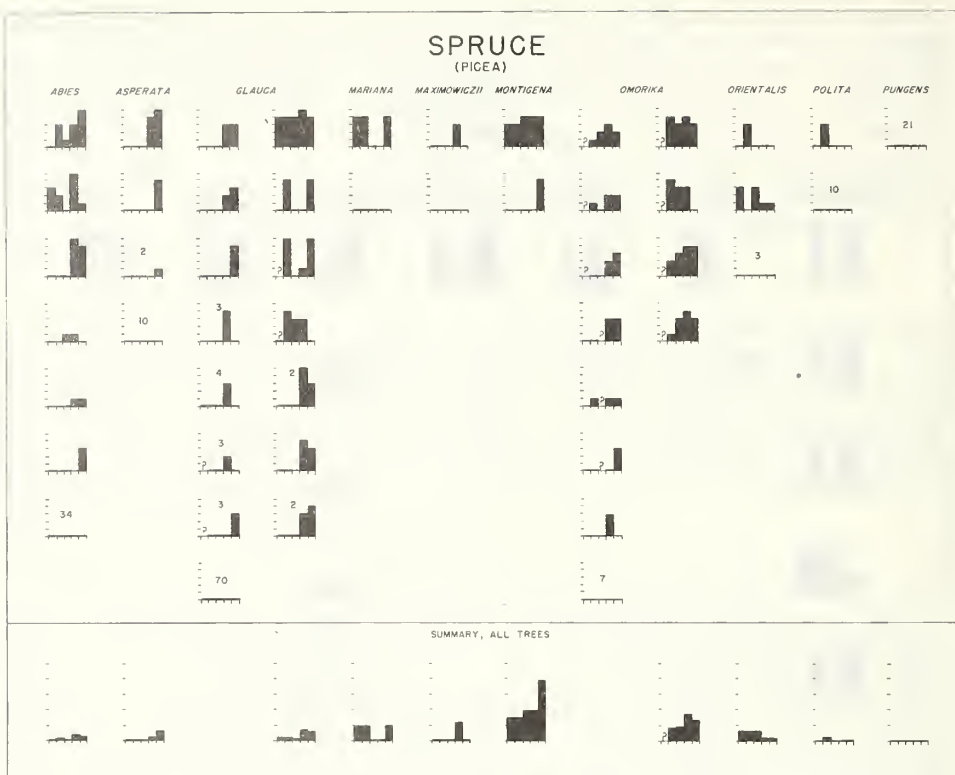 SPRUCE
(PICEA)
ABIES ASPERATA GLAUCA MARIANA MAXIMOWICZII MONTIGENA OMORIKA ORIENTALIS POLITA PUNGENS
? 21
? 10
2 ? ? ? 3
10 3 ? ?
4 2 ?
3 ? ?
34 3 ? 2
70 7
SUMMARY, ALL TREES
?